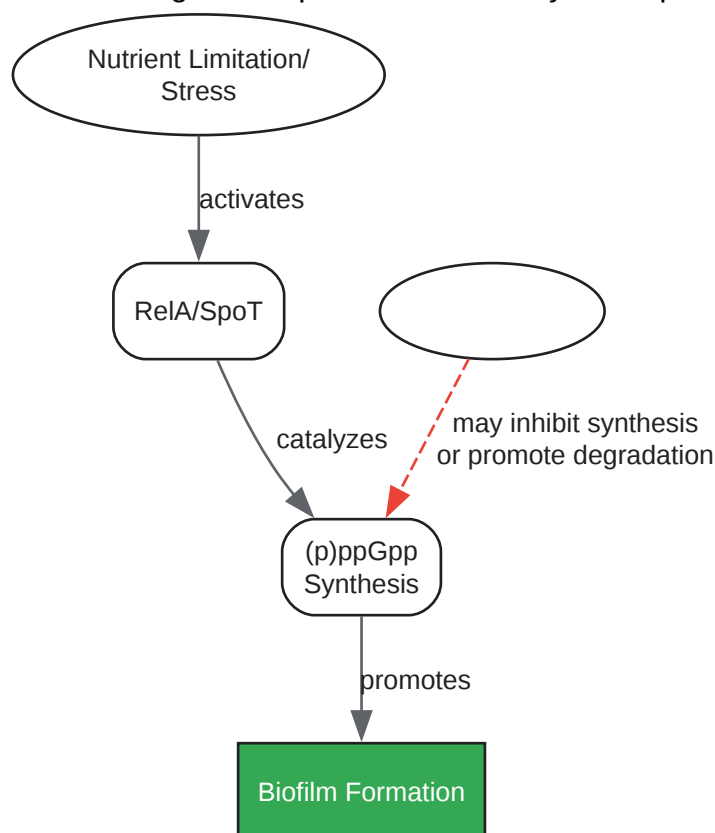 Nutrient Limitation/
Stress
activates
RelA/SpoT
catalyzes
may inhibit synthesis
or promote degradation
(p)ppGpp
Synthesis
promotes
Biofilm Formation